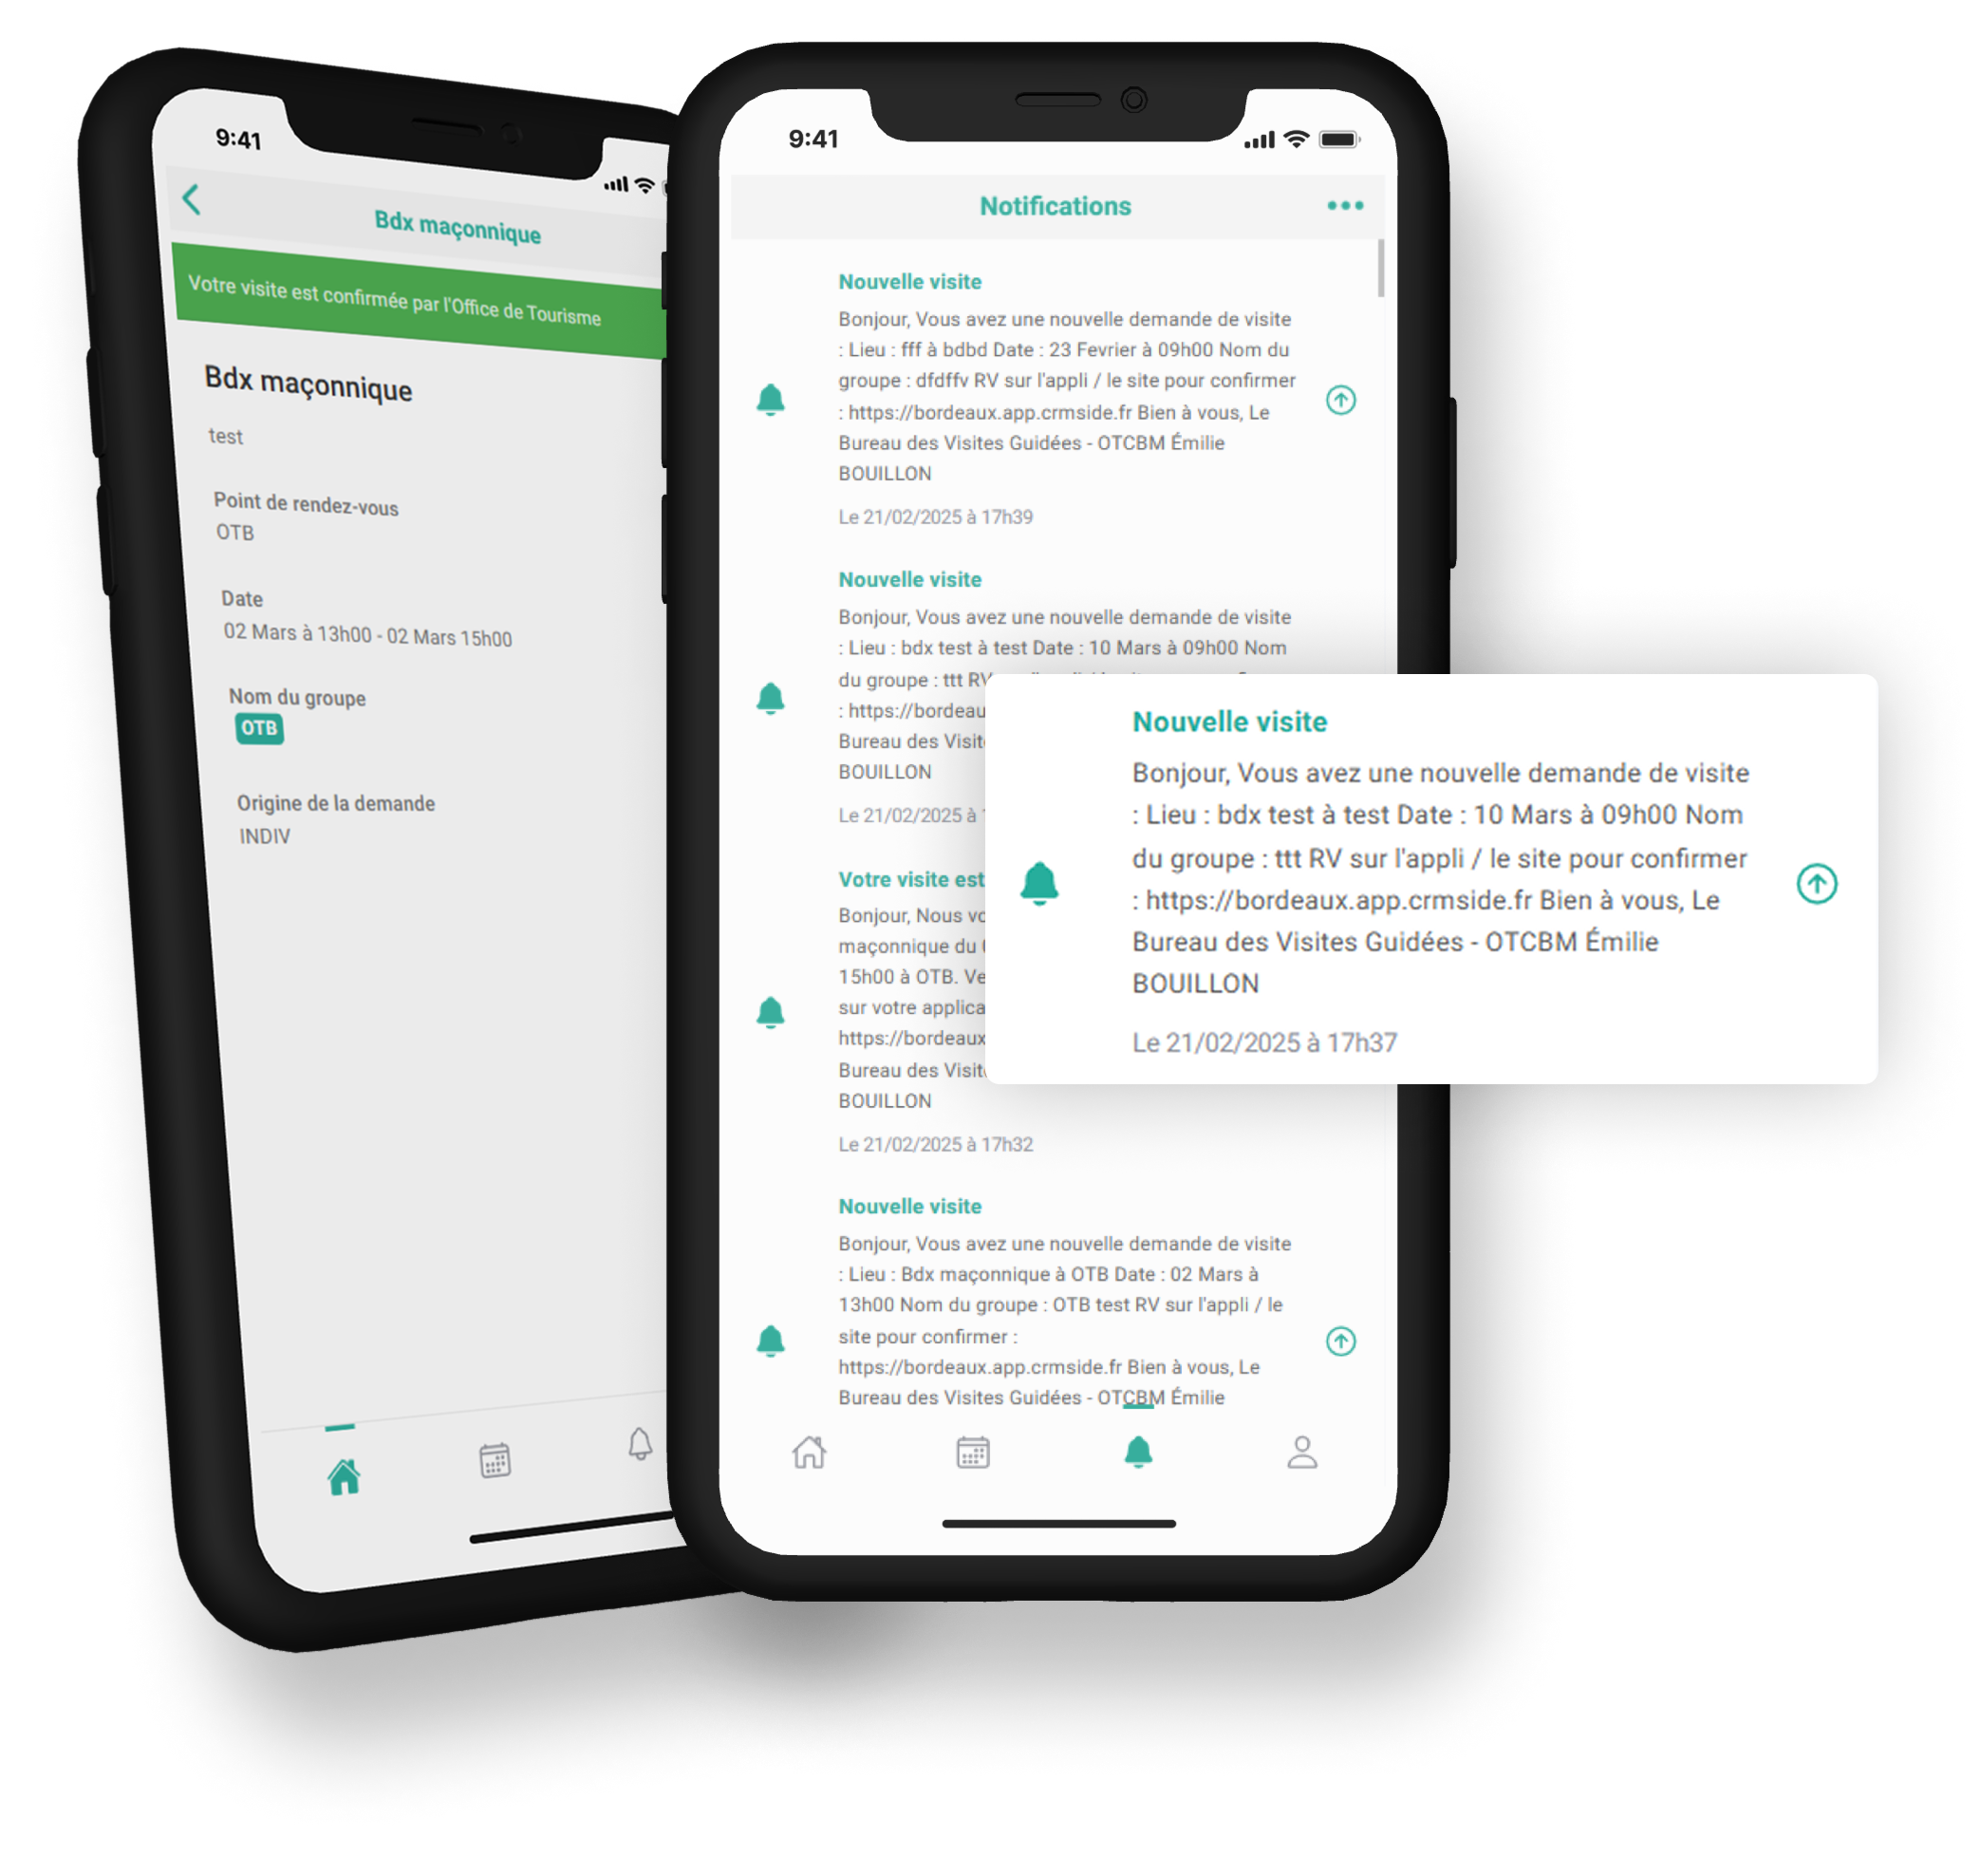 9:41
Bdx maçonnique
Votre visite est confirmée par l'Office de Tourisme
Bdx maçonnique
test
Point de rendez-vous
OTB
Date
02 Mars à 13h00 - 02 Mars 15h00
Nom du groupe
OTB
Origine de la demande
INDIV
9:41
Notifications
Nouvelle visite
Bonjour, Vous avez une nouvelle demande de visite
: Lieu : fff à bdbd Date : 23 Fevrier à 09h00 Nom du
groupe : dfdffv RV sur l'appli / le site pour confirmer
: https://bordeaux.app.crmside.fr Bien à vous, Le
Bureau des Visites Guidées - OTCBM Émilie
BOUILLON
Le 21/02/2025 à 17h39
Nouvelle visite
Bonjour, Vous avez une nouvelle demande de visite
: Lieu : bdx test à test Date : 10 Mars à 09h00 Nom
du groupe : ttt RV
: https://bordeau
Bureau des Visit
BOUILLON
Le 21/02/2025 à
Votre visite est
Bonjour, Nous vo
maçonnique du
15h00 à OTB. Ve
sur votre applica
https://bordeaux
Bureau des Visit
BOUILLON
Le 21/02/2025 à 17h32
Nouvelle visite
Bonjour, Vous avez une nouvelle demande de visite
: Lieu : Bdx maçonnique à OTB Date : 02 Mars à
13h00 Nom du groupe : OTB test RV sur l'appli / le
site pour confirmer :
https://bordeaux.app.crmside.fr Bien à vous, Le
Bureau des Visites Guidées - OTCBM Émilie
Nouvelle visite
Bonjour, Vous avez une nouvelle demande de visite
: Lieu : bdx test à test Date : 10 Mars à 09h00 Nom
du groupe : ttt RV sur l'appli / le site pour confirmer
: https://bordeaux.app.crmside.fr Bien à vous, Le
Bureau des Visites Guidées - OTCBM Émilie
BOUILLON
Le 21/02/2025 à 17h37